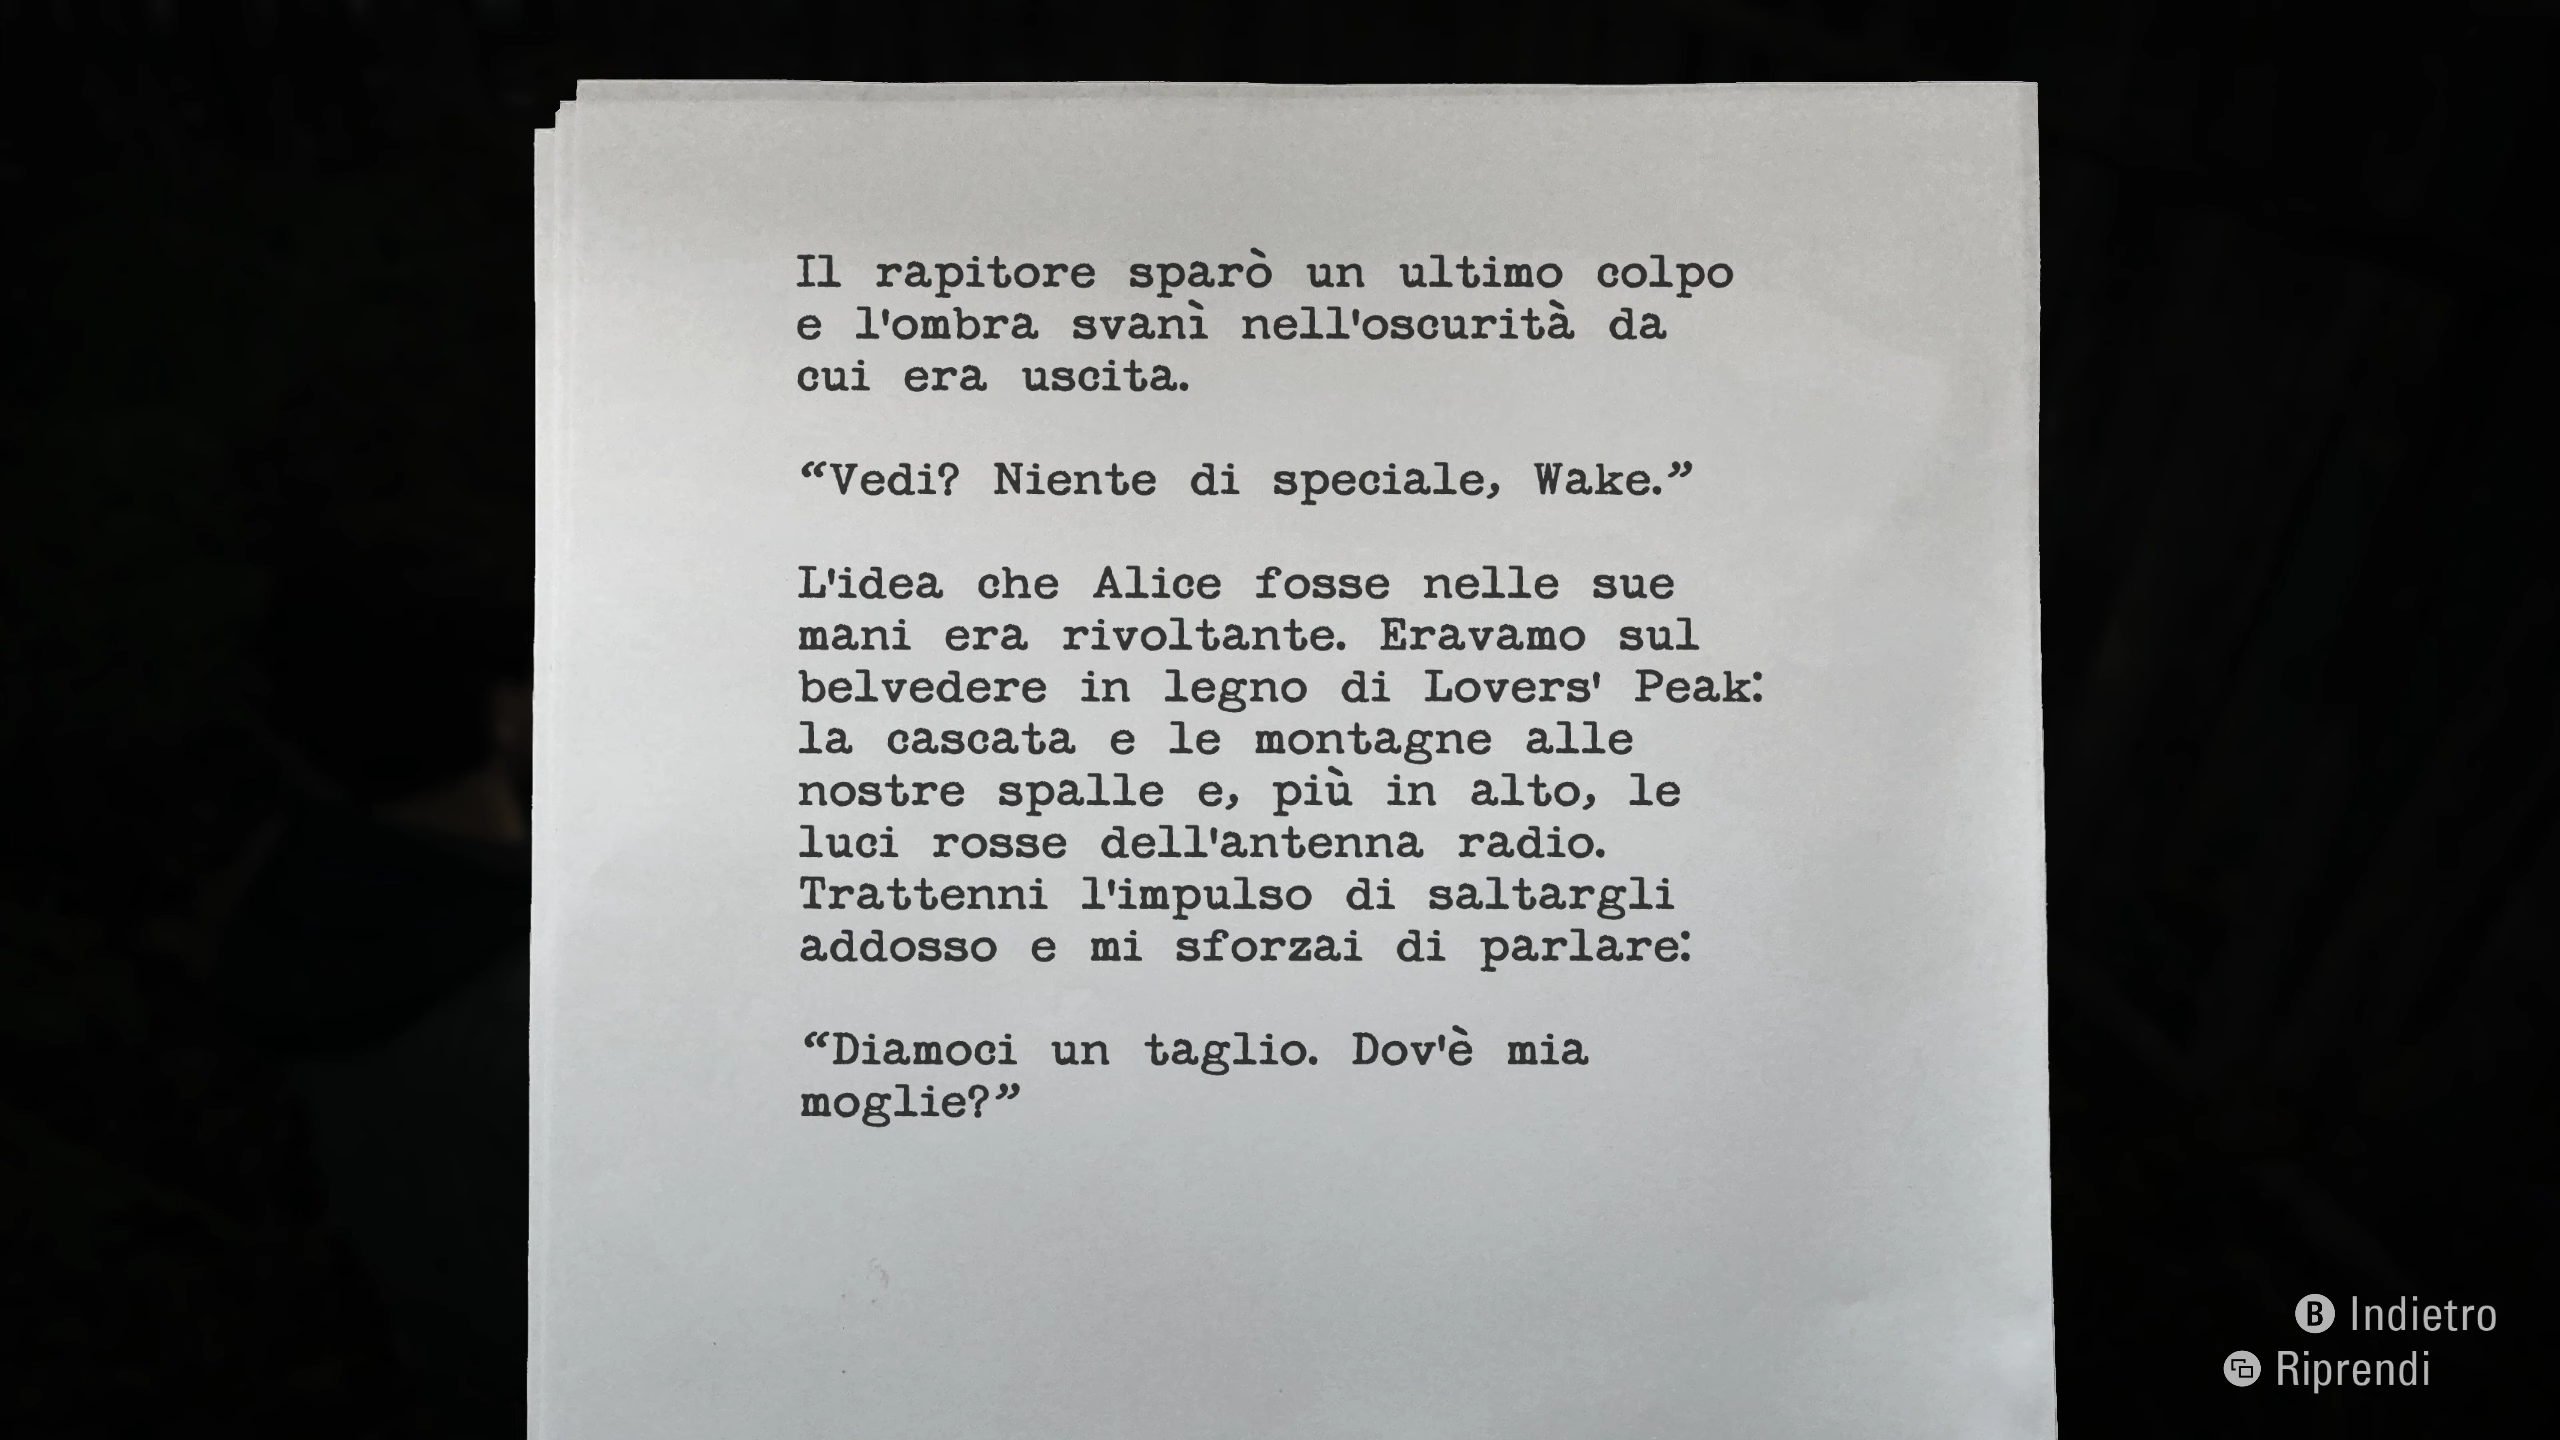 Il rapitore sparò un ultimo colpo
e l'ombra svanì nell'oscurità da
cui era uscita.
“Vedi? Niente di speciale, Wake.”
L'idea che Alice fosse nelle sue
mani era rivoltante. Eravamo sul
belvedere in legno di Lovers' Peak:
la cascata e le montagne alle
nostre spalle e, più in alto, le
luci rosse dell'antenna radio.
Trattenni l'impulso di saltargli
addosso e mi sforzai di parlare:
“Diamoci un taglio. Dov'è mia
moglie?”
B Indietro
Riprendi